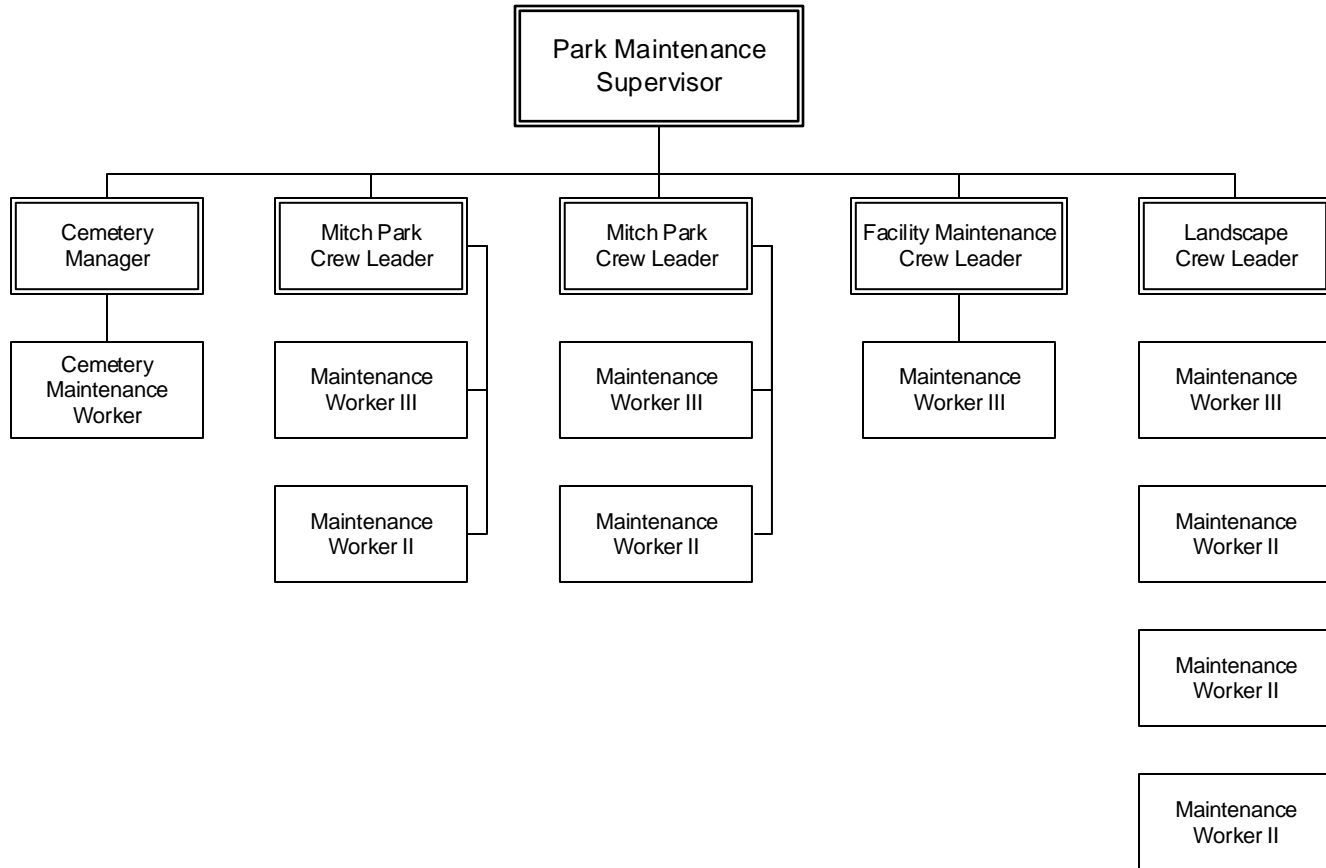 Park Maintenance
Supervisor
Cemetery
Manager
Mitch Park
Crew Leader
Mitch Park
Crew Leader
Facility Maintenance
Crew Leader
Landscape
Crew Leader
Cemetery
Maintenance
Worker
Maintenance
Worker III
Maintenance
Worker III
Maintenance
Worker III
Maintenance
Worker III
Maintenance
Worker II
Maintenance
Worker II
Maintenance
Worker II
Maintenance
Worker II
Maintenance
Worker II